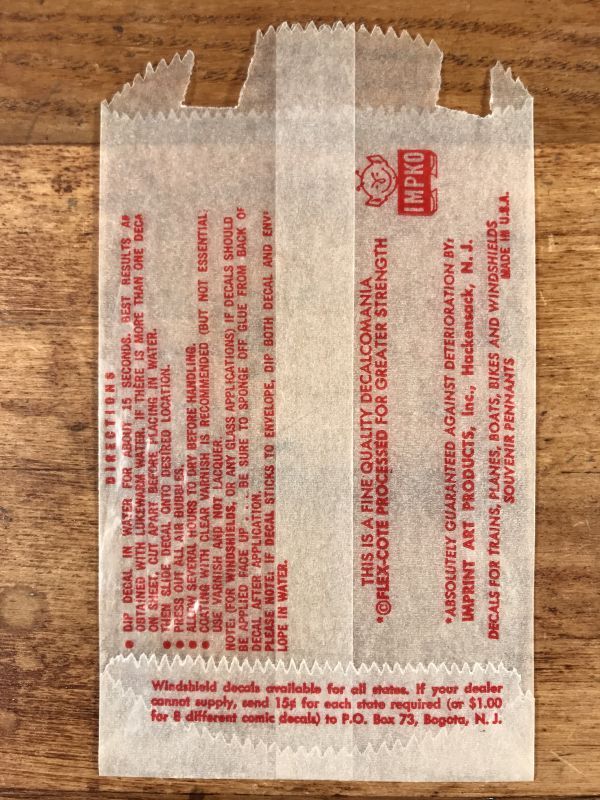 DIRECTIONS
● DIP DECAL IN WATER FOR ABOUT 15 SECONDS. BEST RESULTS AR
OBTAINED WITH LUKEWARM WATER. IF THERE IS MORE THAN ONE DECA
ON SHEET, CUT APART BEFORE PLACING IN WATER.
● THEN SLIDE DECAL ONTO DESIRED LOCATION.
● PRESS OUT ALL AIR BUBBLES.
● ALLOW SEVERAL HOURS TO DRY BEFORE HANDLING.
● COATING WITH CLEAR VARNISH IS RECOMMENDED (BUT NOT ESSENTIAL)
USE VARNISH AND NOT LACQUER.
NOTE: (FOR WINDSHIELDS, OR ANY GLASS APPLICATIONS) IF DECALS SHOULD
BE APPLIED FACE UP . . . BE SURE TO SPONGE OFF GLUE FROM BACK OF
DECAL AFTER APPLICATION.
PLEASE NOTE: IF DECAL STICKS TO ENVELOPE, DIP BOTH DECAL AND ENV
LOPE IN WATER.
IMPKO
THIS IS A FINE QUALITY DECALCOMANIA
*©FLEX-COTE PROCESSED FOR GREATER STRENGTH
*ABSOLUTELY GUARANTEED AGAINST DETERIORATION BY:
IMPRINT ART PRODUCTS, Inc., Hackensack, N. J.
DECALS FOR TRAINS, PLANES, BOATS, BIKES AND WINDSHIELDS
SOUVENIR PENNANTS
MADE IN U.S.A.
Windshield decals available for all states. If your dealer
cannot supply, send 15¢ for each state required (or $1.00
for 8 different comic decals) to P.O. Box 73, Bogota, N. J.